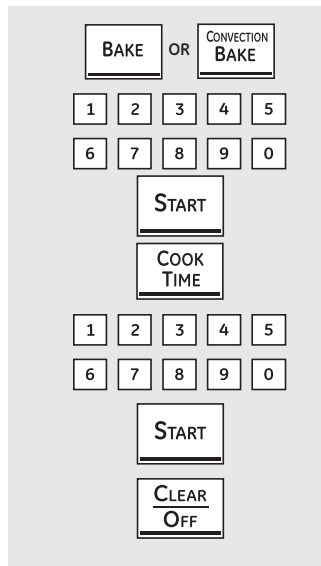 BAKE OR CONVECTION BAKE
1 2 3 4 5
6 7 8 9 0
START
COOK
TIME
1 2 3 4 5
6 7 8 9 0
START
CLEAR
OFF